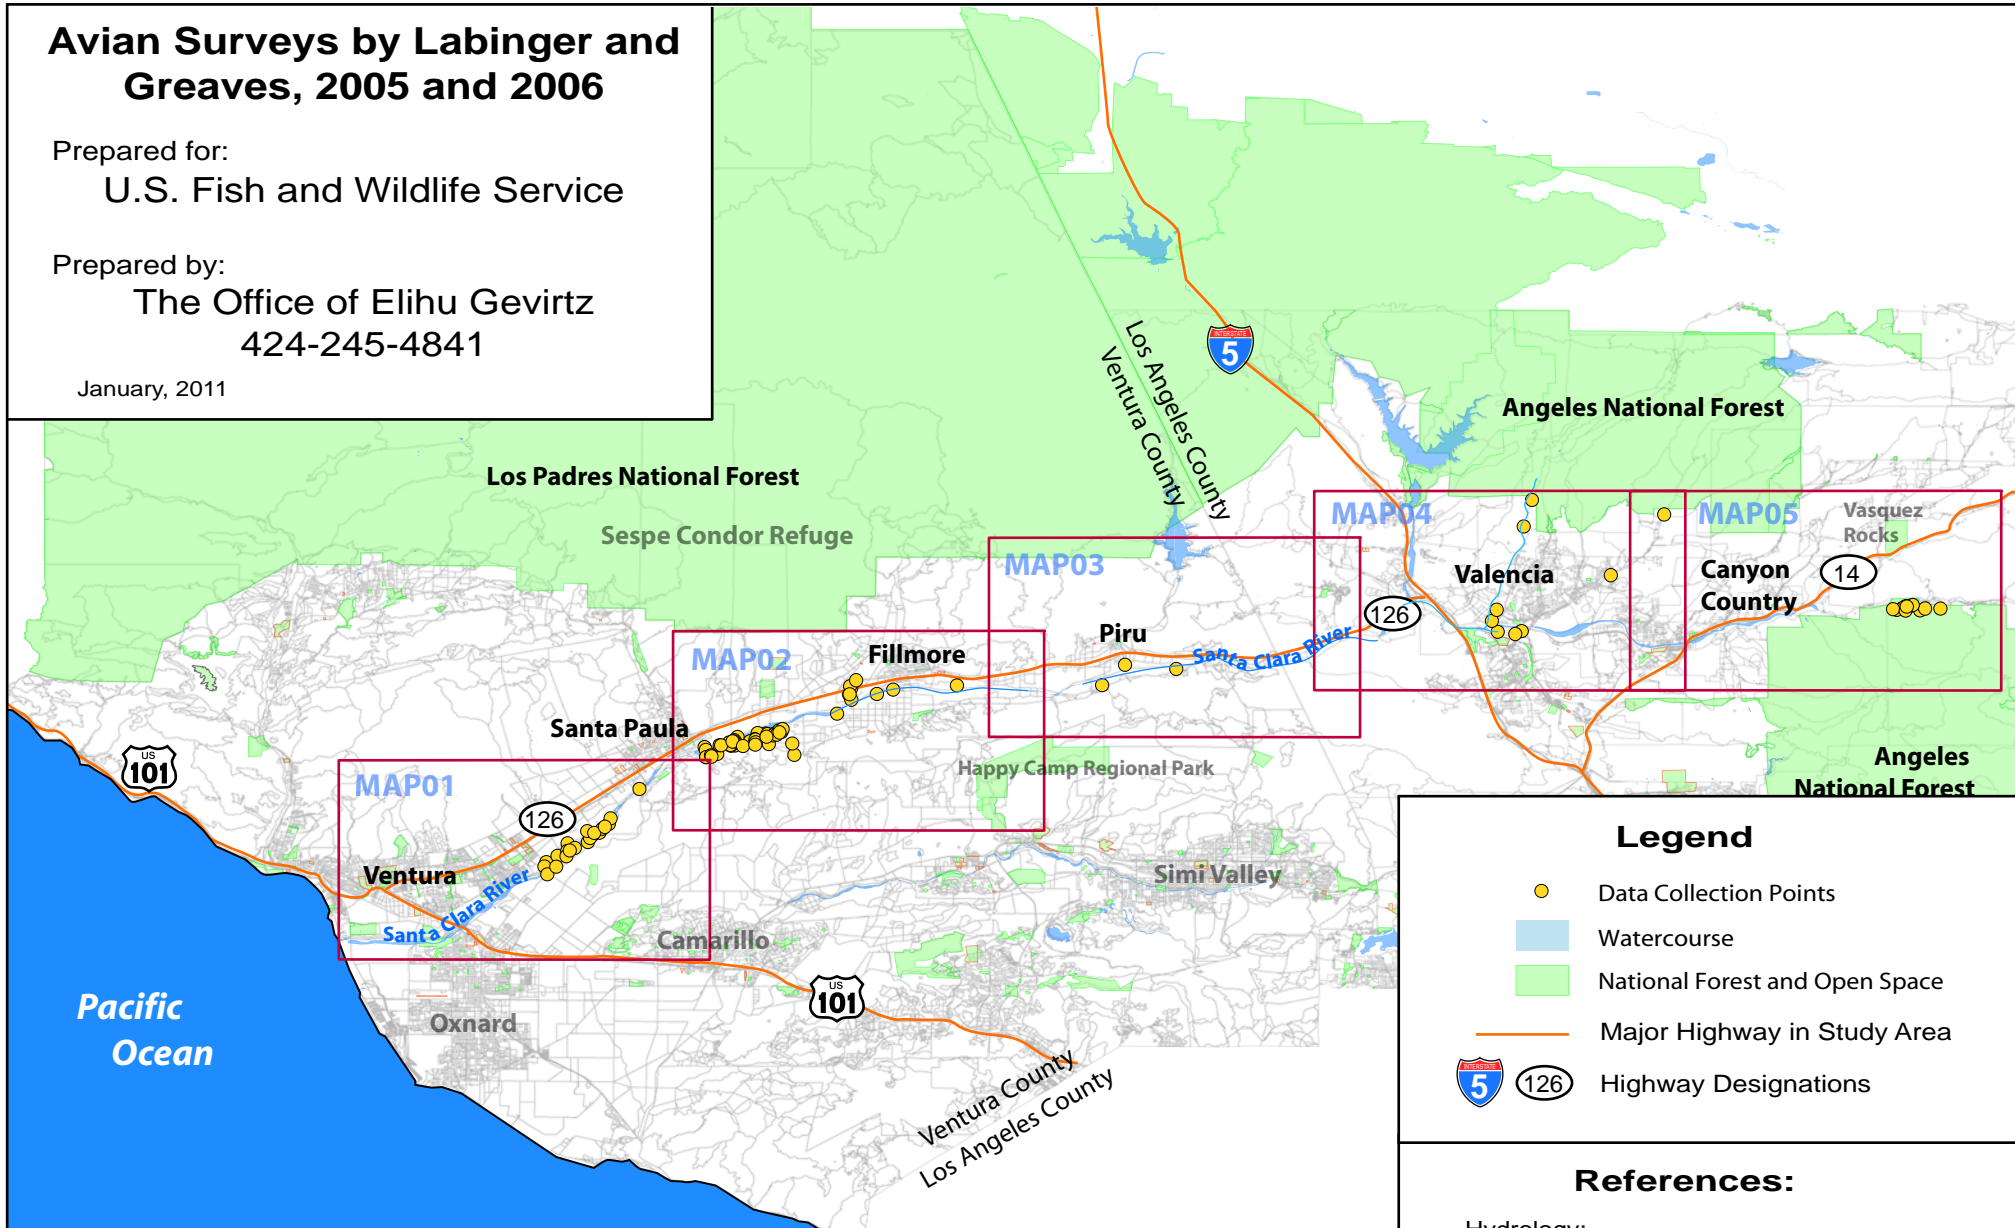 Avian Surveys by Labinger and
Greaves, 2005 and 2006
Prepared for:
U.S. Fish and Wildlife Service
Prepared by:
The Office of Elihu Gevirtz
424-245-4841
January, 2011
Los Angeles County
Ventura County
INTERSTATE
5
Angeles National Forest
Los Padres National Forest
Sespe Condor Refuge
MAP04
MAP05
Vasquez
Rocks
MAP03
Valencia
Canyon
Country
14
126
Piru
Santa Clara River
MAP02
Fillmore
Santa Paula
US
101
MAP01
Happy Camp Regional Park
Angeles
National Forest
126
Ventura
Santa Clara River
Simi Valley
Camarillo
US
101
Pacific
Ocean
Oxnard
Ventura County
Los Angeles County
Legend
Data Collection Points
Watercourse
National Forest and Open Space
Major Highway in Study Area
INTERSTATE
5
126
Highway Designations
References:
Hydrology: